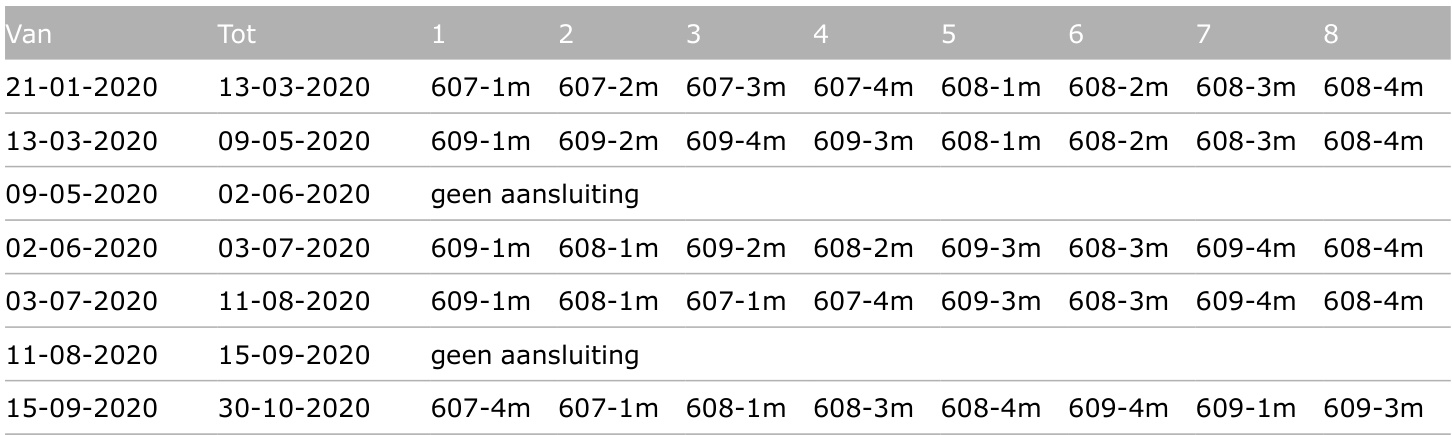 Van Tot 1 2 3 4 5 6 7 8
21-01-2020 13-03-2020 607-1m 607-2m 607-3m 607-4m 608-1m 608-2m 608-3m 608-4m
13-03-2020 09-05-2020 609-1m 609-2m 609-4m 609-3m 608-1m 608-2m 608-3m 608-4m
09-05-2020 02-06-2020 geen aansluiting
02-06-2020 03-07-2020 609-1m 608-1m 609-2m 608-2m 609-3m 608-3m 609-4m 608-4m
03-07-2020 11-08-2020 609-1m 608-1m 607-1m 607-4m 609-3m 608-3m 609-4m 608-4m
11-08-2020 15-09-2020 geen aansluiting
15-09-2020 30-10-2020 607-4m 607-1m 608-1m 608-3m 608-4m 609-4m 609-1m 609-3m